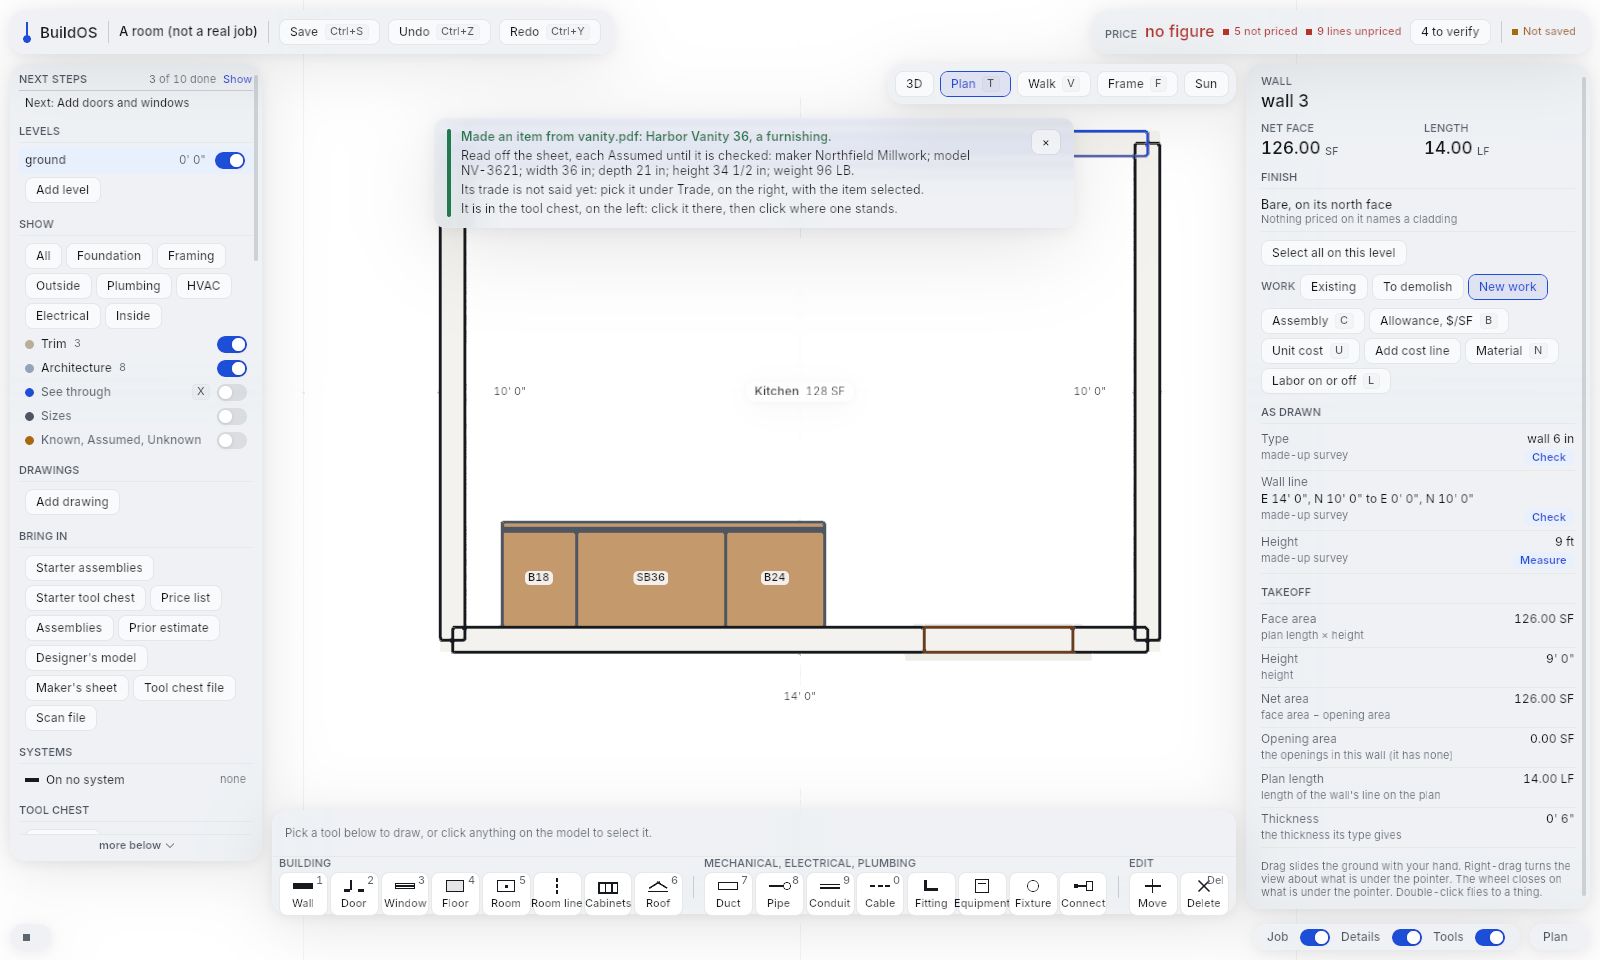 BuildOS
A room (not a real job)
Save Ctrl+S
Undo Ctrl+Z
Redo Ctrl+Y
PRICE no figure
5 not priced
9 lines unpriced
4 to verify
Not saved
NEXT STEPS 3 of 10 done Show
Next: Add doors and windows
LEVELS
ground 0' 0"
Add level
SHOW
All Foundation Framing
Outside Plumbing HVAC
Electrical Inside
Trim 3
Architecture 8
See through X
Sizes
Known, Assumed, Unknown
DRAWINGS
Add drawing
BRING IN
Starter assemblies
Starter tool chest Price list
Assemblies Prior estimate
Designer's model
Maker's sheet Tool chest file
Scan file
SYSTEMS
On no system none
TOOL CHEST
more below
3D Plan T Walk V Frame F Sun
Made an item from vanity.pdf: Harbor Vanity 36, a furnishing.
×
Read off the sheet, each Assumed until it is checked: maker Northfield Millwork; model
NV-3621; width 36 in; depth 21 in; height 34 1/2 in; weight 96 LB.
Its trade is not said yet: pick it under Trade, on the right, with the item selected.
It is in the tool chest, on the left: click it there, then click where one stands.
10' 0"
Kitchen 128 SF
10' 0"
B18 SB36 B24
14' 0"
Pick a tool below to draw, or click anything on the model to select it.
BUILDING
Wall 1
Door 2
Window 3
Floor 4
Room 5
Room line
Cabinets
Roof 6
MECHANICAL, ELECTRICAL, PLUMBING
Duct 7
Pipe 8
Conduit 9
Cable 0
Fitting
Equipment
Fixture
Connect
EDIT
Move
Delete Del
WALL
wall 3
NET FACE LENGTH
126.00 SF 14.00 LF
FINISH
Bare, on its north face
Nothing priced on it names a cladding
Select all on this level
WORK Existing To demolish New work
Assembly C Allowance, $/SF B
Unit cost U Add cost line Material N
Labor on or off L
AS DRAWN
Type wall 6 in
made-up survey Check
Wall line
E 14' 0", N 10' 0" to E 0' 0", N 10' 0"
made-up survey Check
Height 9 ft
made-up survey Measure
TAKEOFF
Face area 126.00 SF
plan length × height
Height 9' 0"
height
Net area 126.00 SF
face area − opening area
Opening area 0.00 SF
the openings in this wall (it has none)
Plan length 14.00 LF
length of the wall's line on the plan
Thickness 0' 6"
the thickness its type gives
Drag slides the ground with your hand. Right-drag turns the
view about what is under the pointer. The wheel closes on
what is under the pointer. Double-click flies to a thing.
Job Details Tools Plan